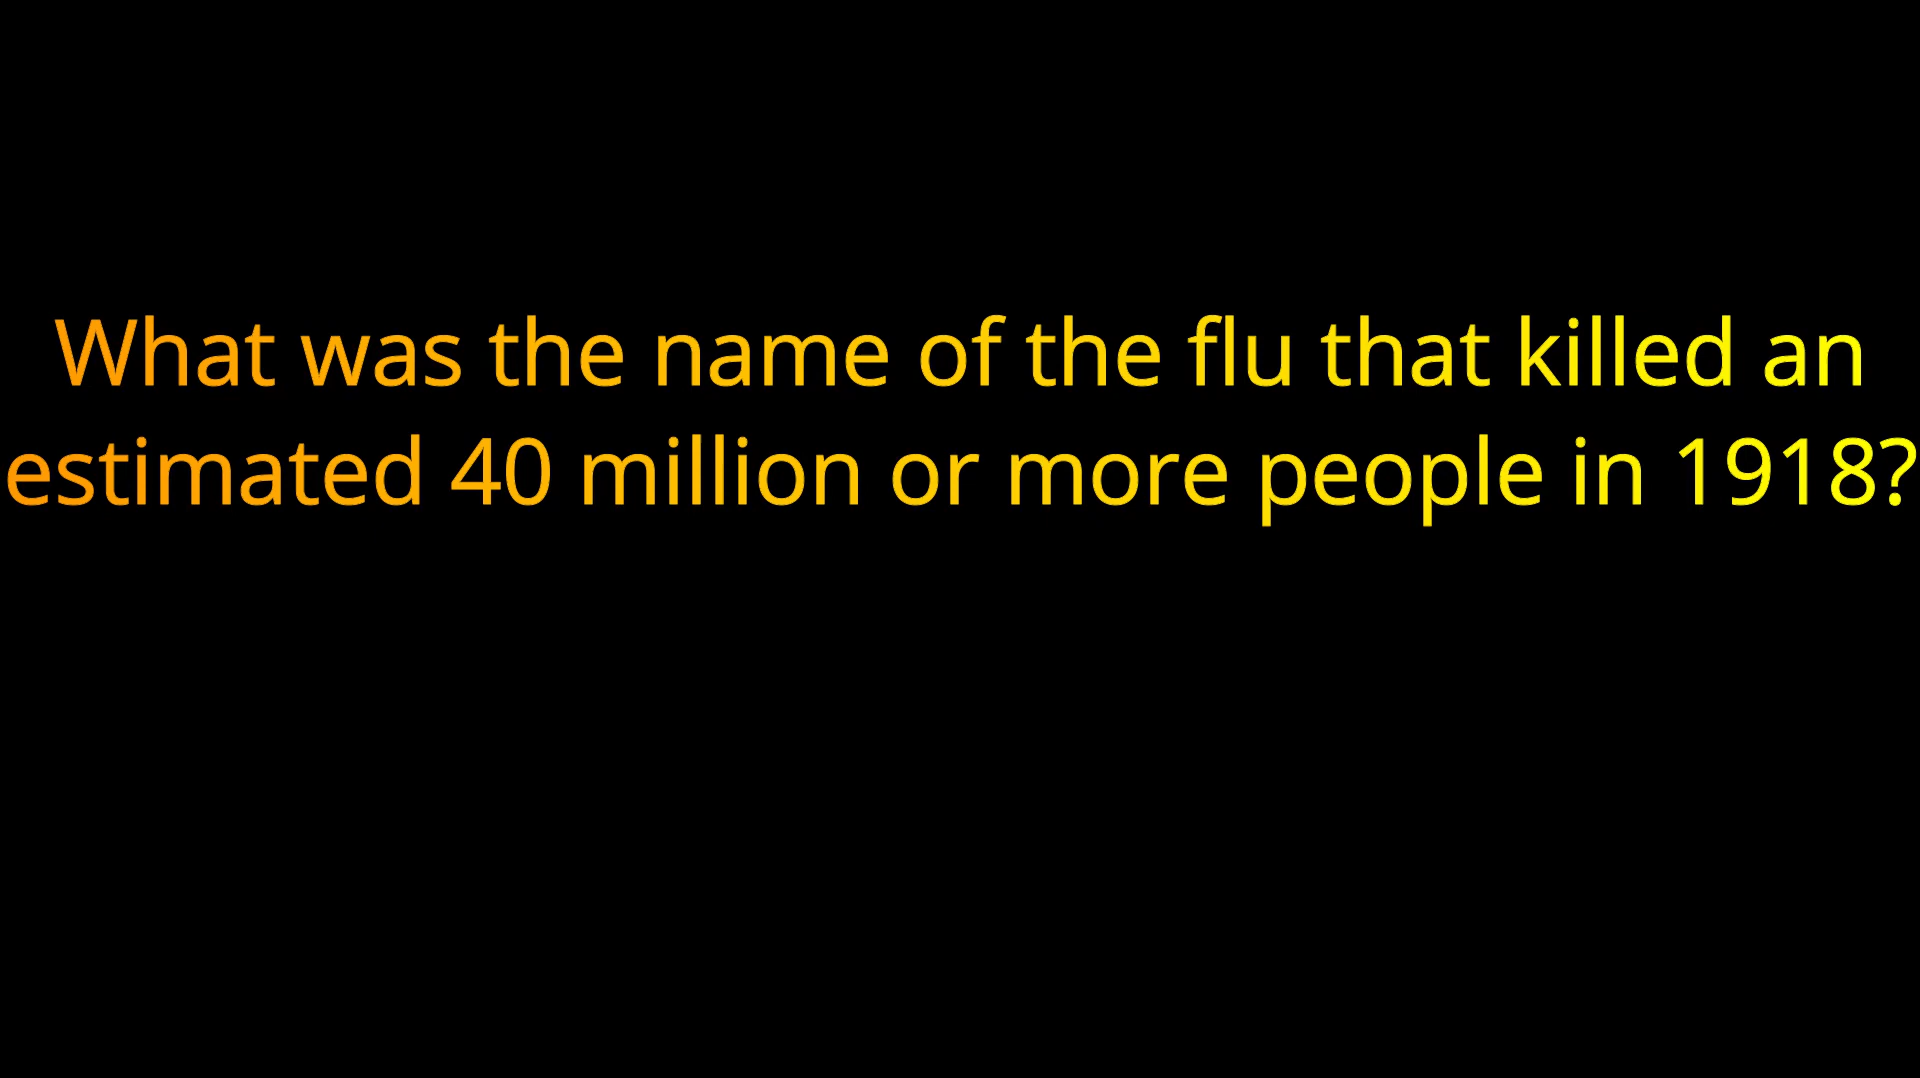 What was the name of the flu that killed an
estimated 40 million or more people in 1918?